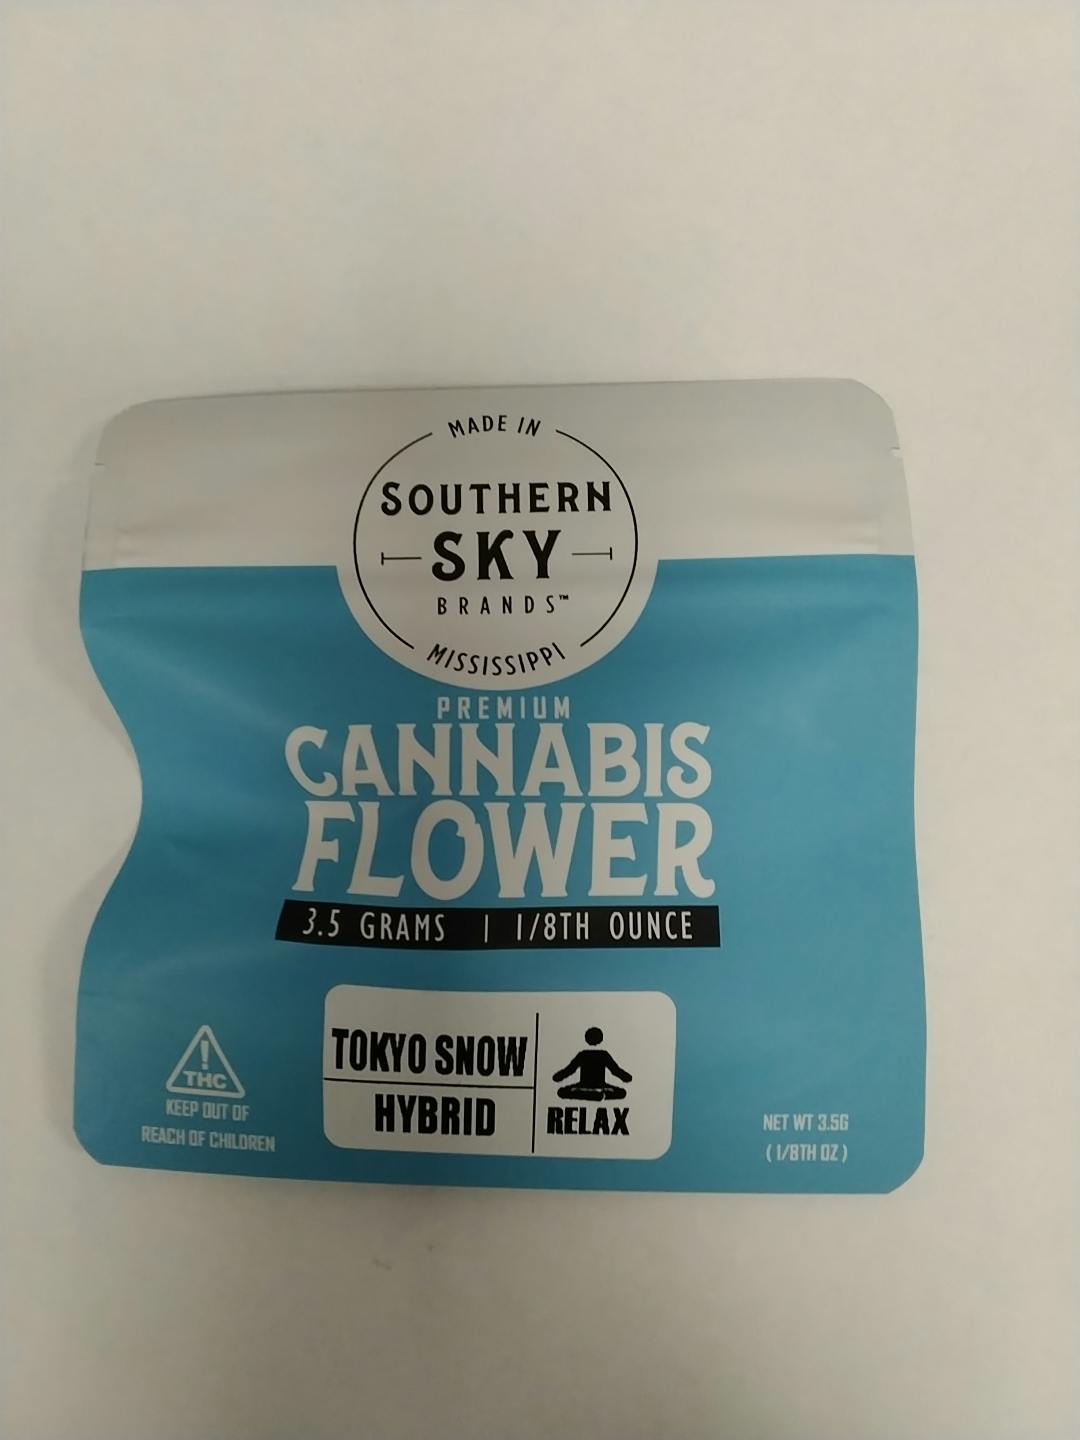 MADE IN
SOUTHERN
SKY
BRANDS™
MISSISSIPPI
PREMIUM
CANNABIS
FLOWER
3.5 GRAMS | 1/8TH OUNCE
TOKYO SNOW
HYBRID
RELAX
! THC
KEEP OUT OF
REACH OF CHILDREN
NET WT 3.5G
( 1/8TH OZ )